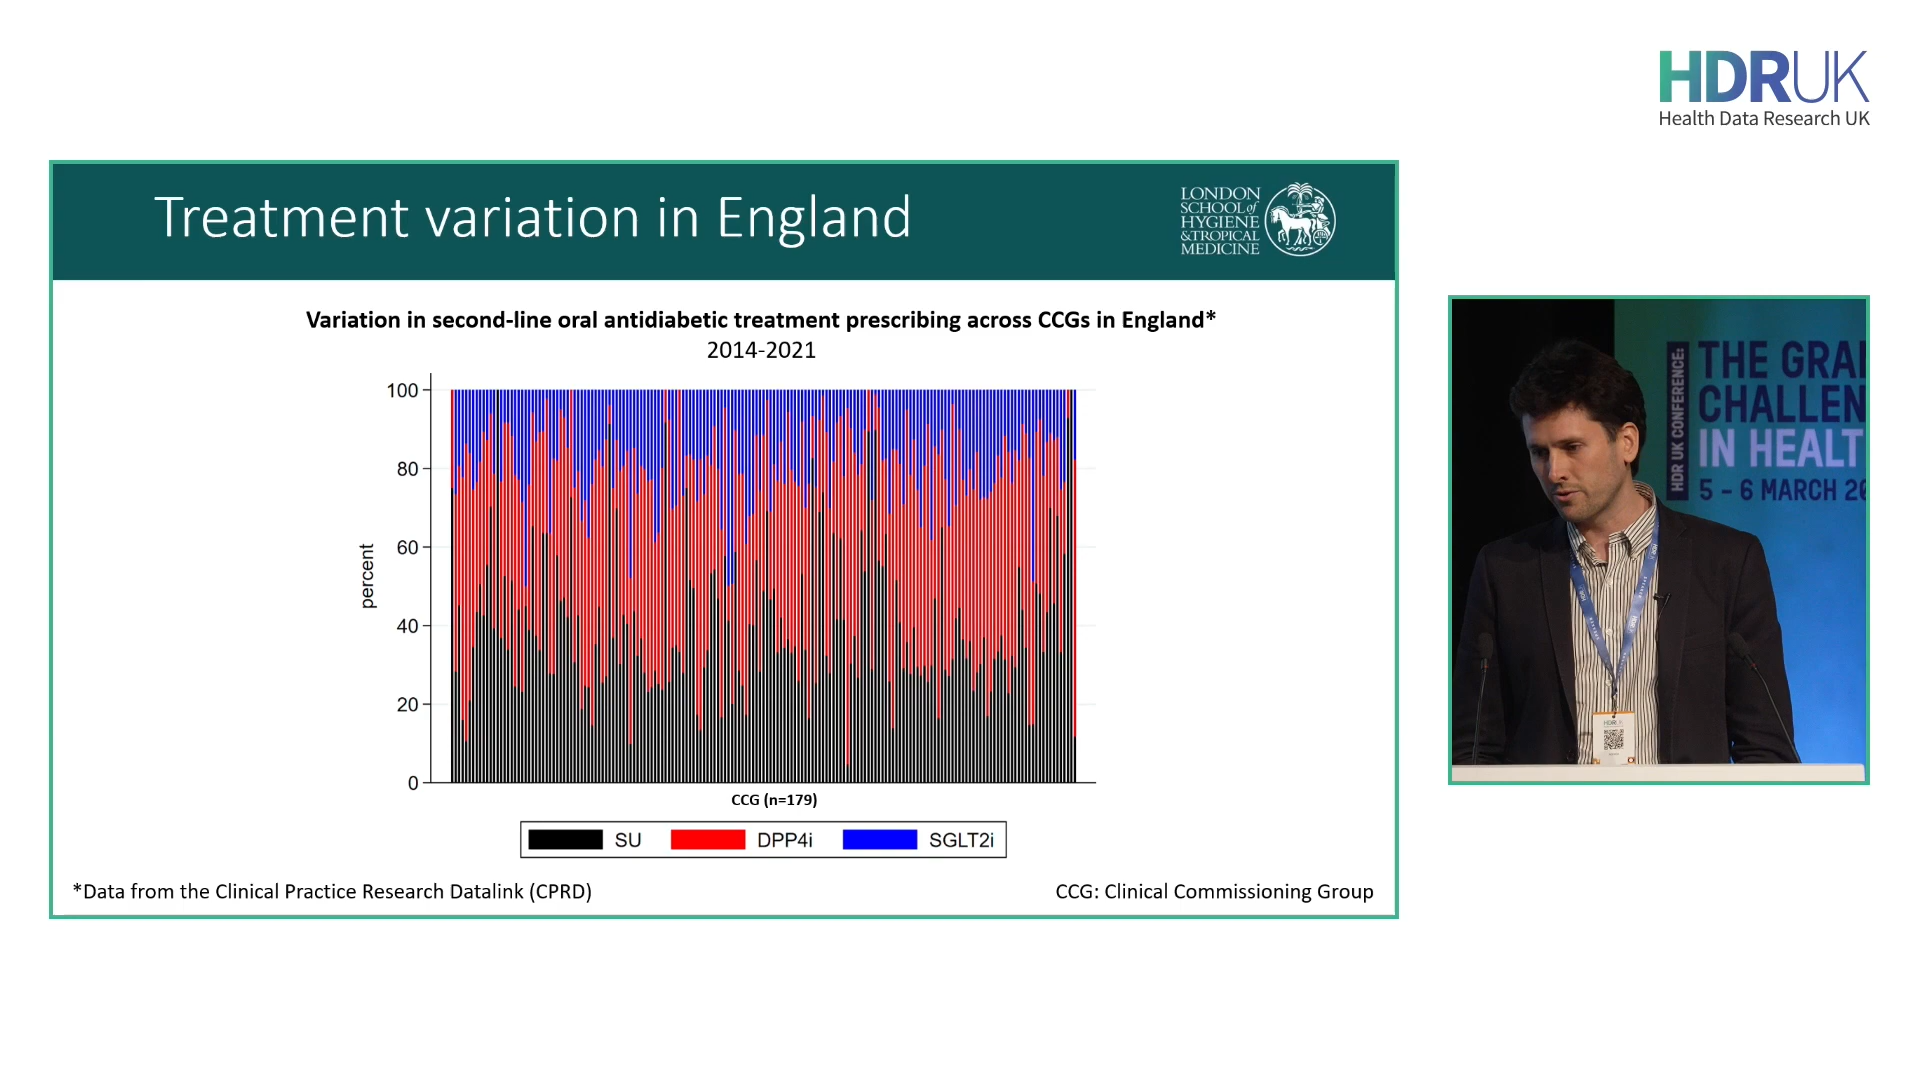 HDRUK
Health Data Research UK
Treatment variation in England
LONDON
SCHOOL of
HYGIENE
& TROPICAL
MEDICINE
Variation in second-line oral antidiabetic treatment prescribing across CCGs in England*
2014-2021
100
80
60
40
20
0
percent
CCG (n=179)
SU
DPP4i
SGLT2i
*Data from the Clinical Practice Research Datalink (CPRD)
CCG: Clinical Commissioning Group
HDR UK CONFERENCE:
THE GRA
CHALLEN
IN HEALT
5 – 6 MARCH 20